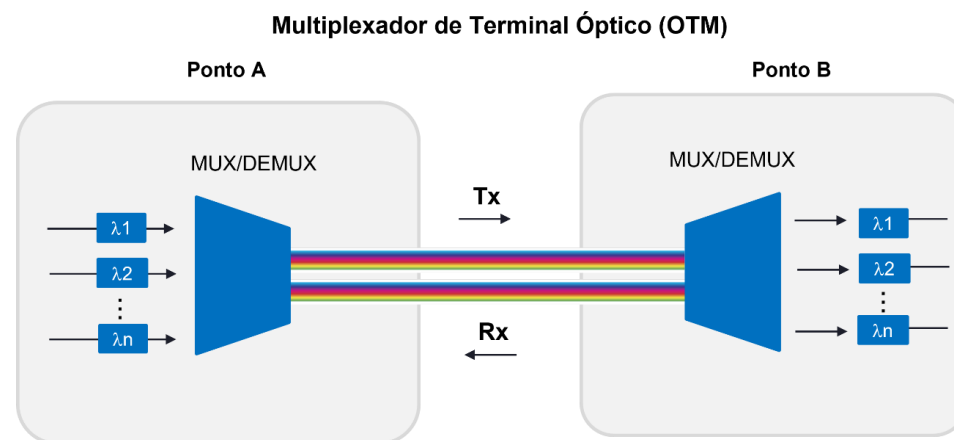 Multiplexador de Terminal Óptico (OTM)
Ponto A
Ponto B
MUX/DEMUX
MUX/DEMUX
Tx
λ1
λ2
λn
Rx
λ1
λ2
λn